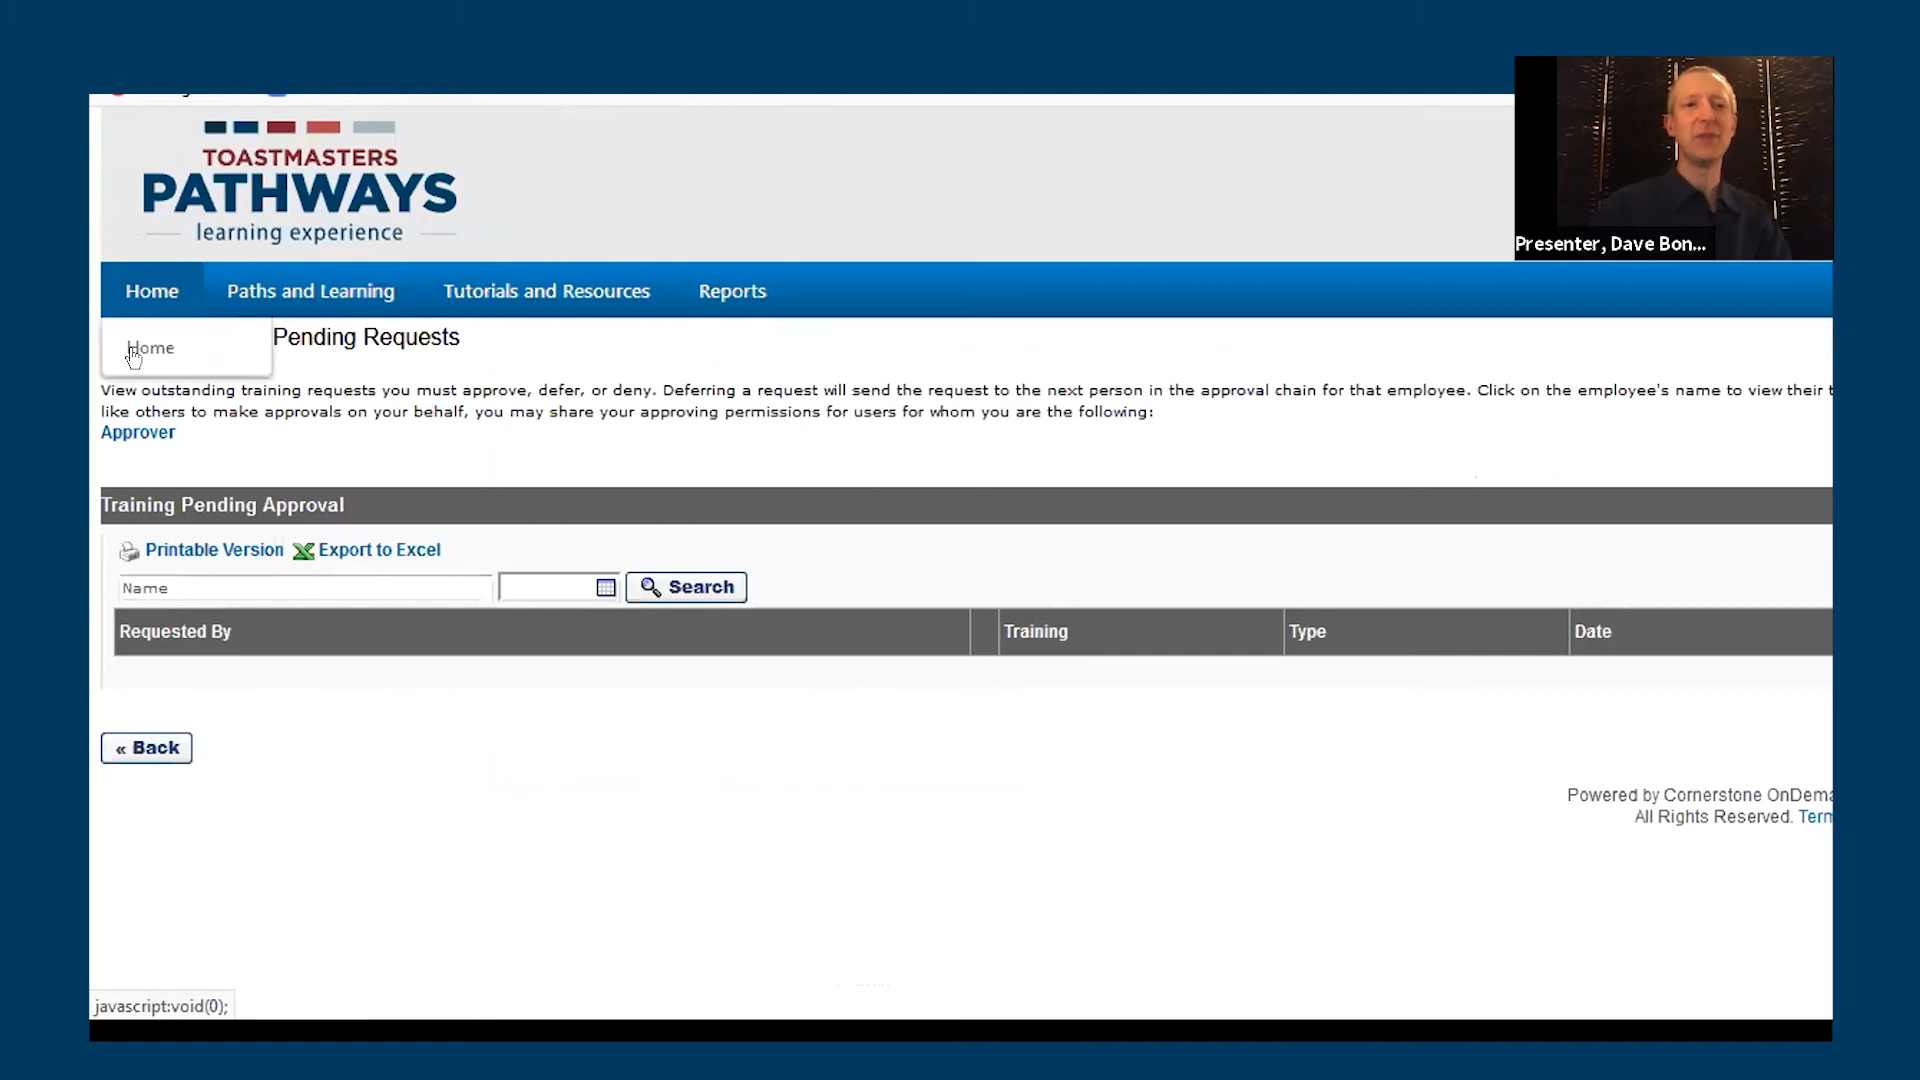 TOASTMASTERS
PATHWAYS
learning experience
Presenter, Dave Bon...
Home
Paths and Learning
Tutorials and Resources
Reports
Home
Pending Requests
View outstanding training requests you must approve, defer, or deny. Deferring a request will send the request to the next person in the approval chain for that employee. Click on the employee's name to view their
like others to make approvals on your behalf, you may share your approving permissions for users for whom you are the following:
Approver
Training Pending Approval
Printable Version
Export to Excel
Name
Search
Requested By
Training
Type
Date
« Back
Powered by Cornerstone OnDema
All Rights Reserved. Term
javascript:void(0);